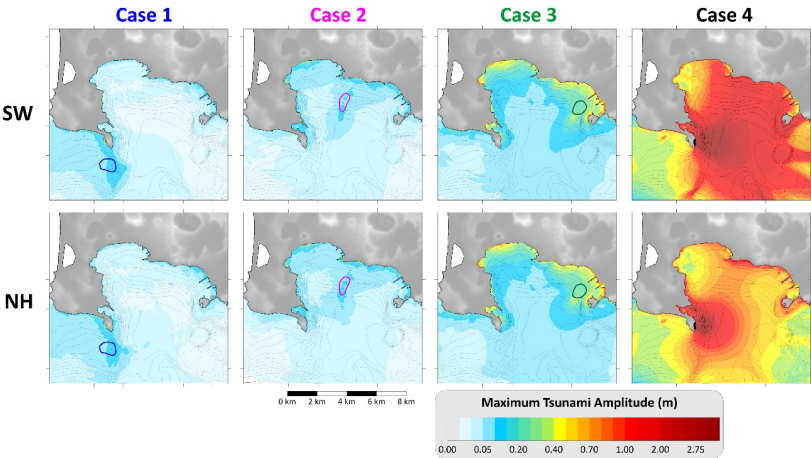 Case 1
Case 2
Case 3
Case 4
SW
NH
0 km 2 km 4 km 6 km 8 km
Maximum Tsunami Amplitude (m)
0.00 0.05 0.20 0.40 0.70 1.00 2.00 2.75